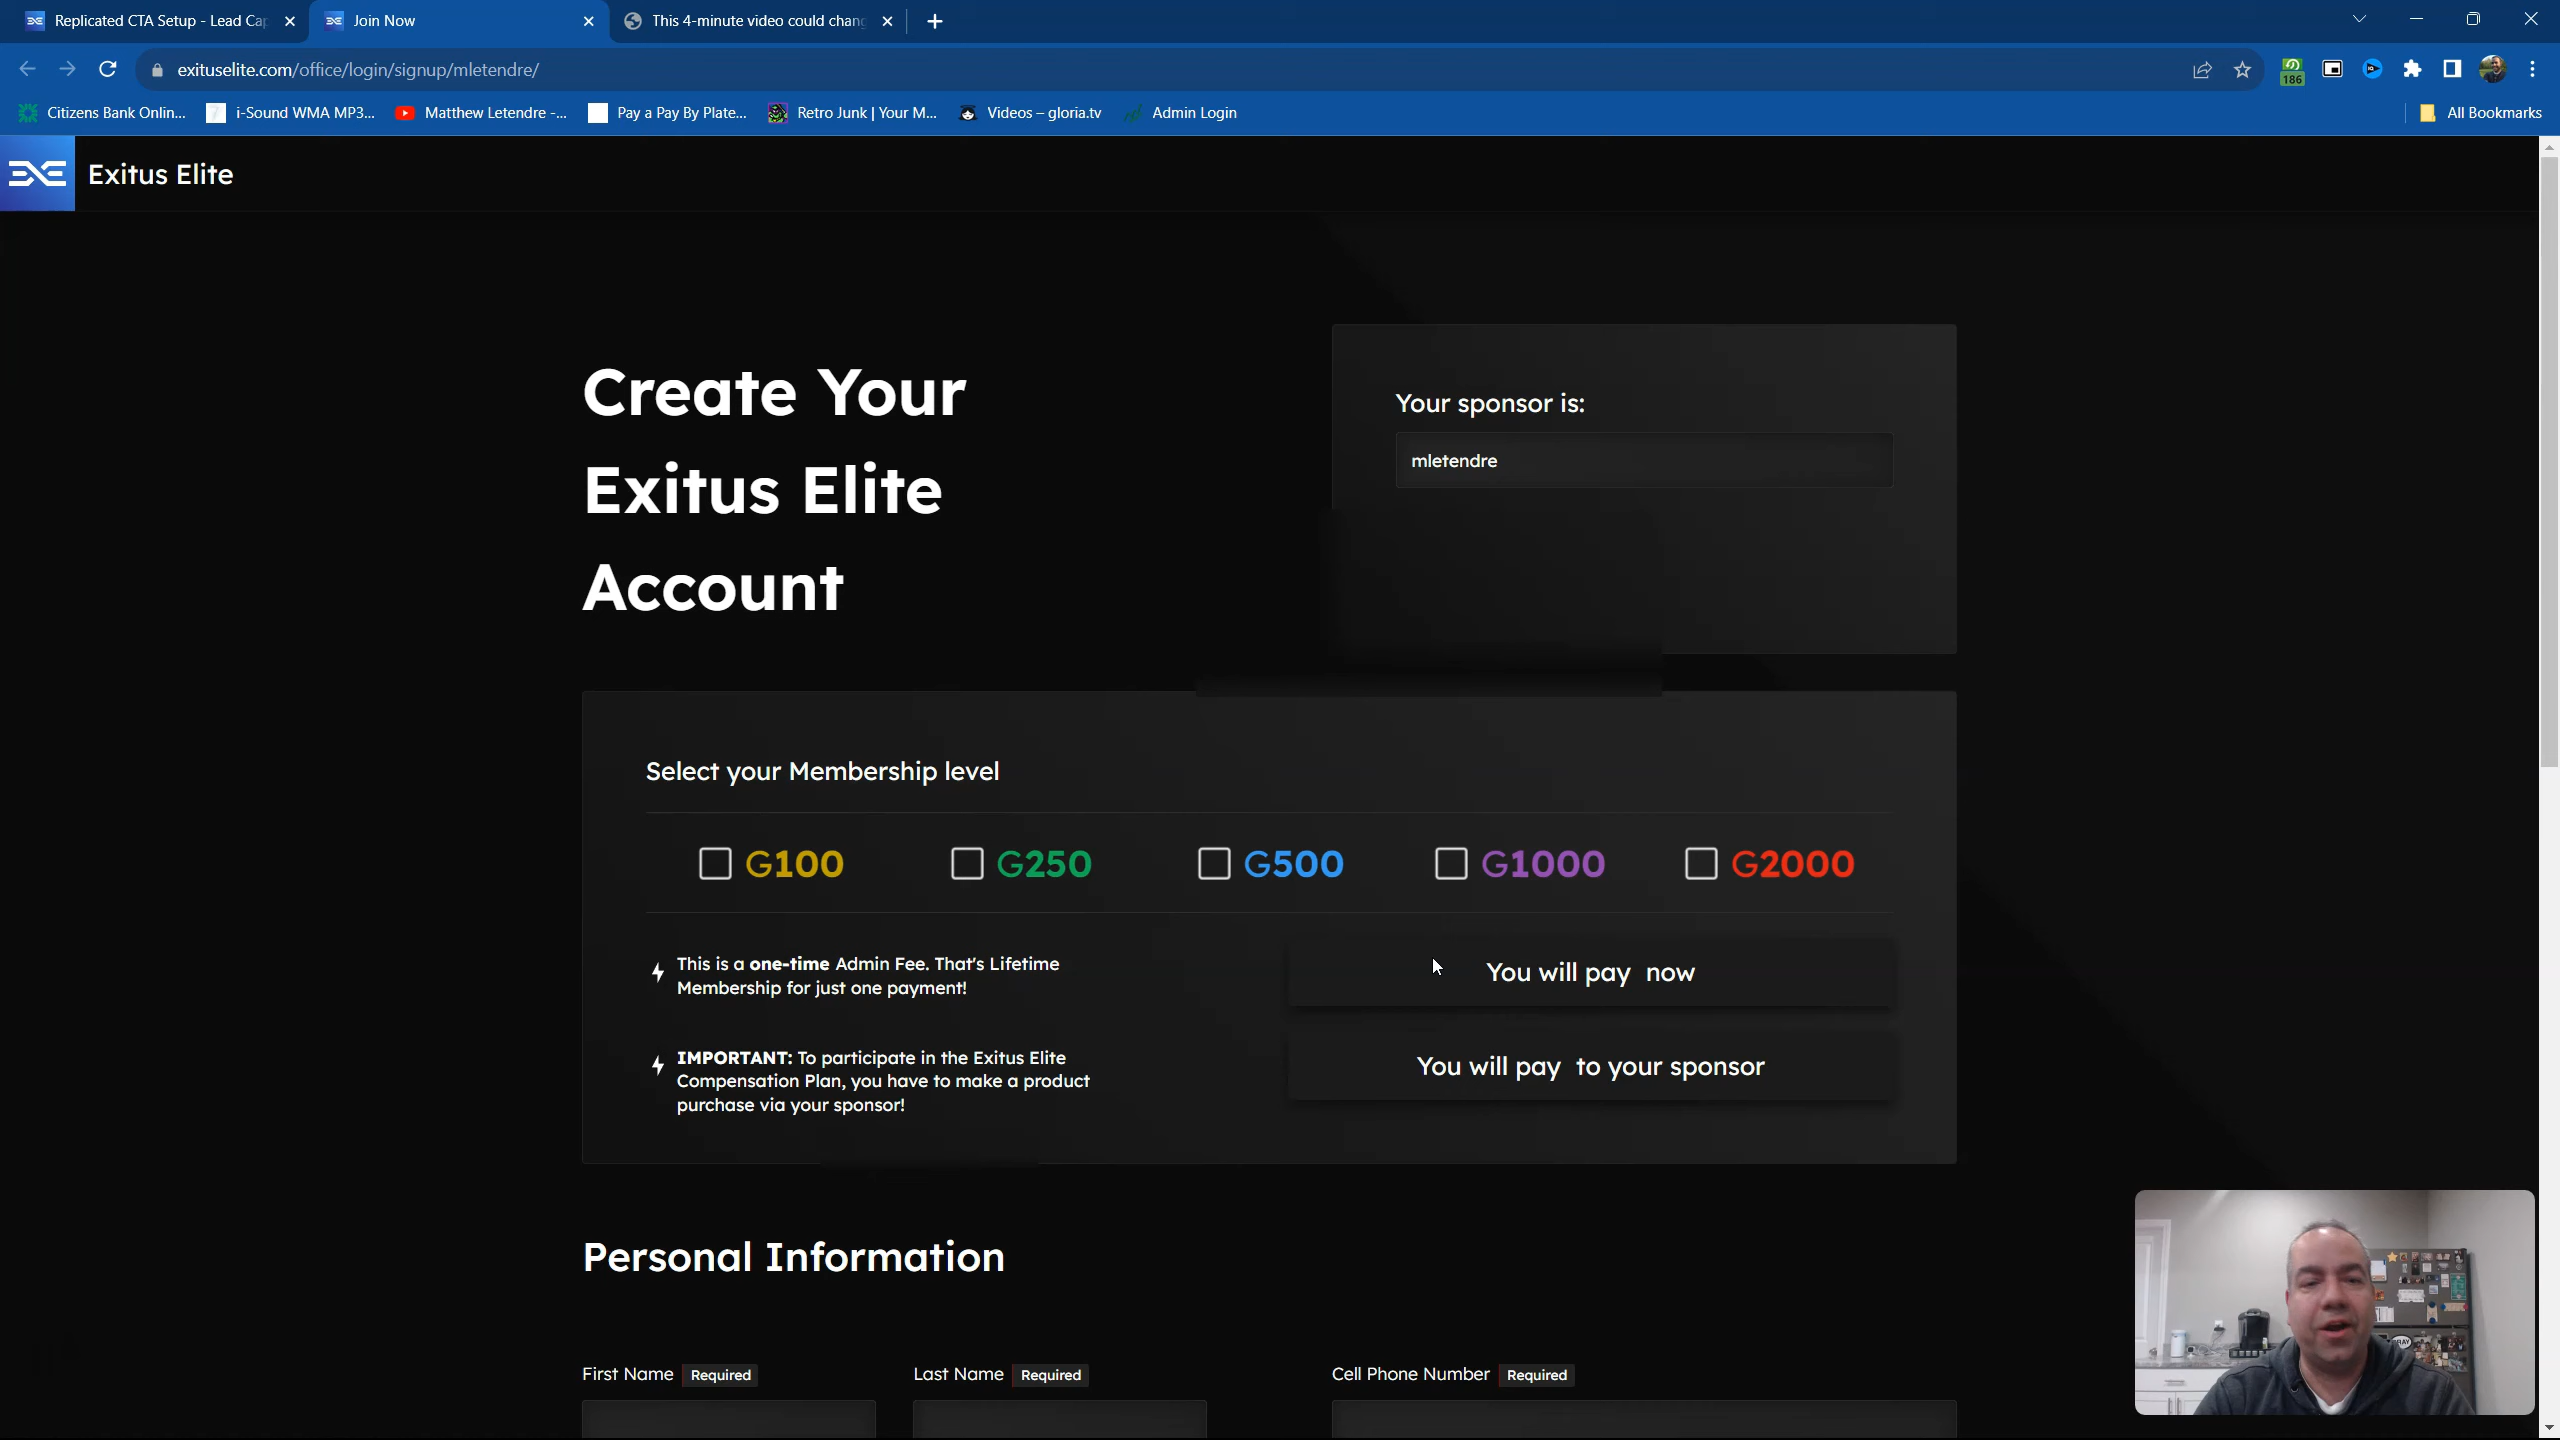 Replicated CTA Setup - Lead Cap
Join Now
This 4-minute video could chang
exituselite.com/office/login/signup/mletendre/
186
Citizens Bank Onlin...
i-Sound WMA MP3...
Matthew Letendre -...
Pay a Pay By Plate...
Retro Junk | Your M...
Videos – gloria.tv
Admin Login
All Bookmarks
Exitus Elite
Create Your
Exitus Elite
Account
Your sponsor is:
mletendre
Select your Membership level
G100
G250
G500
G1000
G2000
This is a one-time Admin Fee. That's Lifetime
Membership for just one payment!
You will pay now
IMPORTANT: To participate in the Exitus Elite
Compensation Plan, you have to make a product
purchase via your sponsor!
You will pay to your sponsor
Personal Information
First Name Required
Last Name Required
Cell Phone Number Required